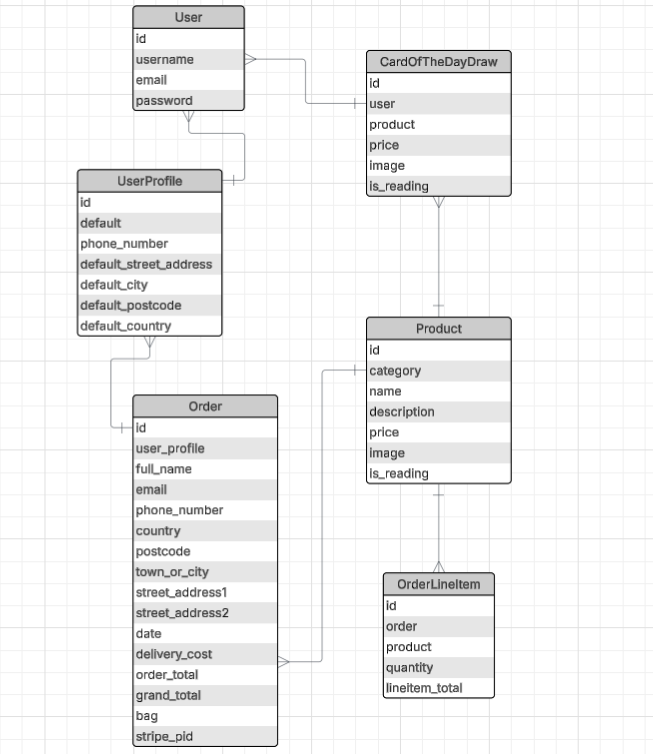 User
id
username
email
password
CardOfTheDayDraw
id
user
product
price
image
is_reading
UserProfile
id
default
phone_number
default_street_address
default_city
default_postcode
default_country
Product
id
category
name
description
price
image
is_reading
Order
id
user_profile
full_name
email
phone_number
country
postcode
town_or_city
street_address1
street_address2
date
delivery_cost
order_total
grand_total
bag
stripe_pid
OrderLineItem
id
order
product
quantity
lineitem_total